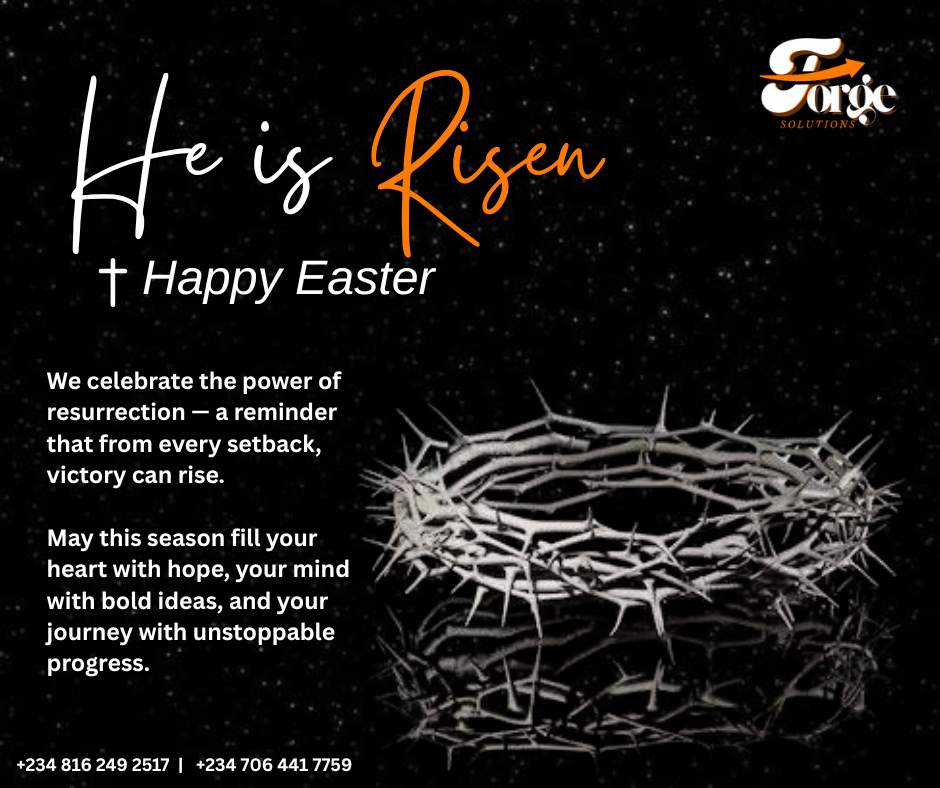 Forge
SOLUTIONS
He is Risen
Happy Easter
We celebrate the power of
resurrection — a reminder
that from every setback,
victory can rise.
May this season fill your
heart with hope, your mind
with bold ideas, and your
journey with unstoppable
progress.
+234 816 249 2517 | +234 706 441 7759